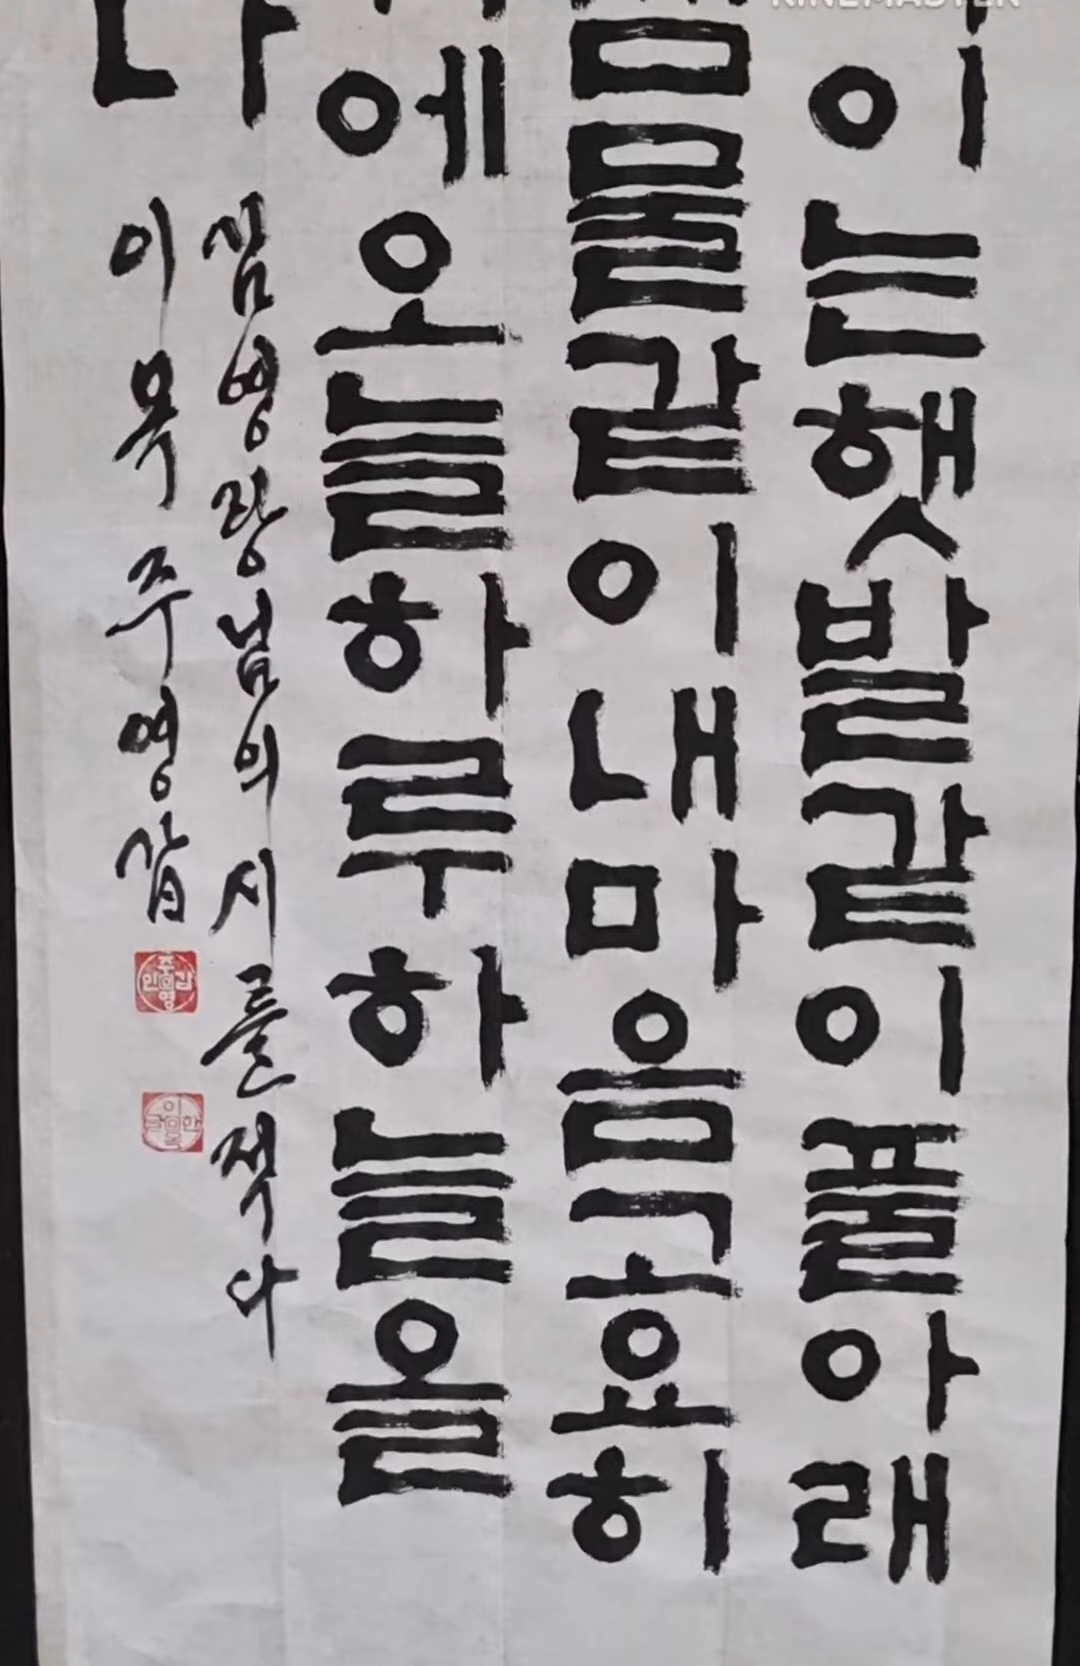 이는햇발같이풀아래
물같이내마음고요히
에오늘하루하늘을
김영랑님의 시를 적다
이목 주영갑